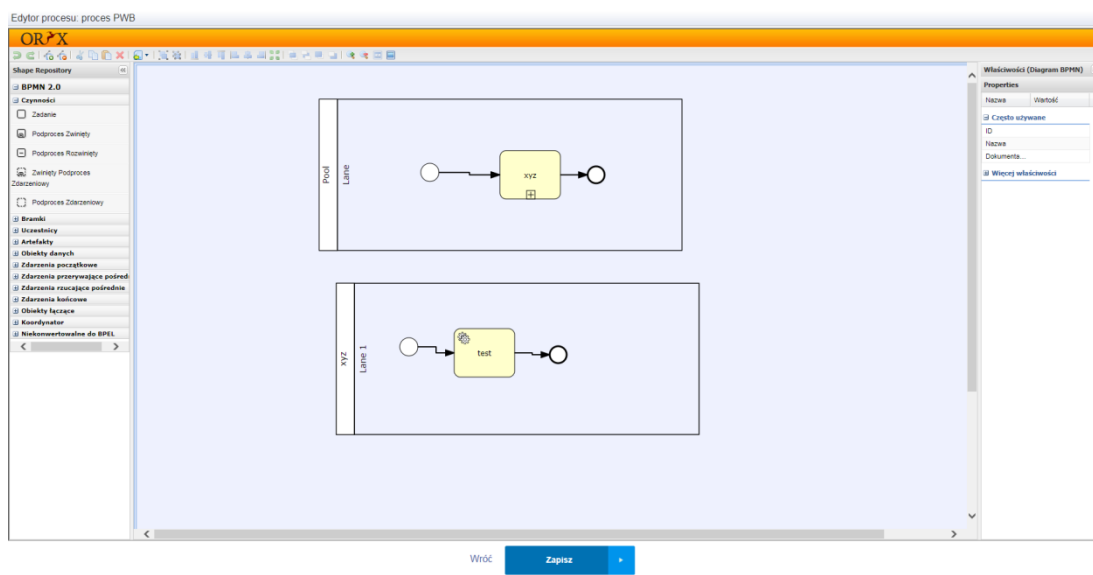 Edytor procesu: proces PWB
ORYX
Shape Repository
BPMN 2.0
Czynności
Zadanie
Podproces Zwinięty
Podproces Rozwinięty
Zwinięty Podproces
Zdarzeniowy
Podproces Zdarzeniowy
Bramki
Uczestnicy
Artefakty
Obiekty danych
Zdarzenia początkowe
Zdarzenia przerywające pośredn
Zdarzenia rzucające pośrednie
Zdarzenia końcowe
Obiekty łączące
Koordynator
Niekonwertowalne do BPEL
Pool
Lane
xyz
xyz
Lane 1
test
Właściwości (Diagram BPMN)
Properties
Nazwa Wartość
Często używane
ID
Nazwa
Dokumenta...
Więcej właściwości
Wróć
Zapisz